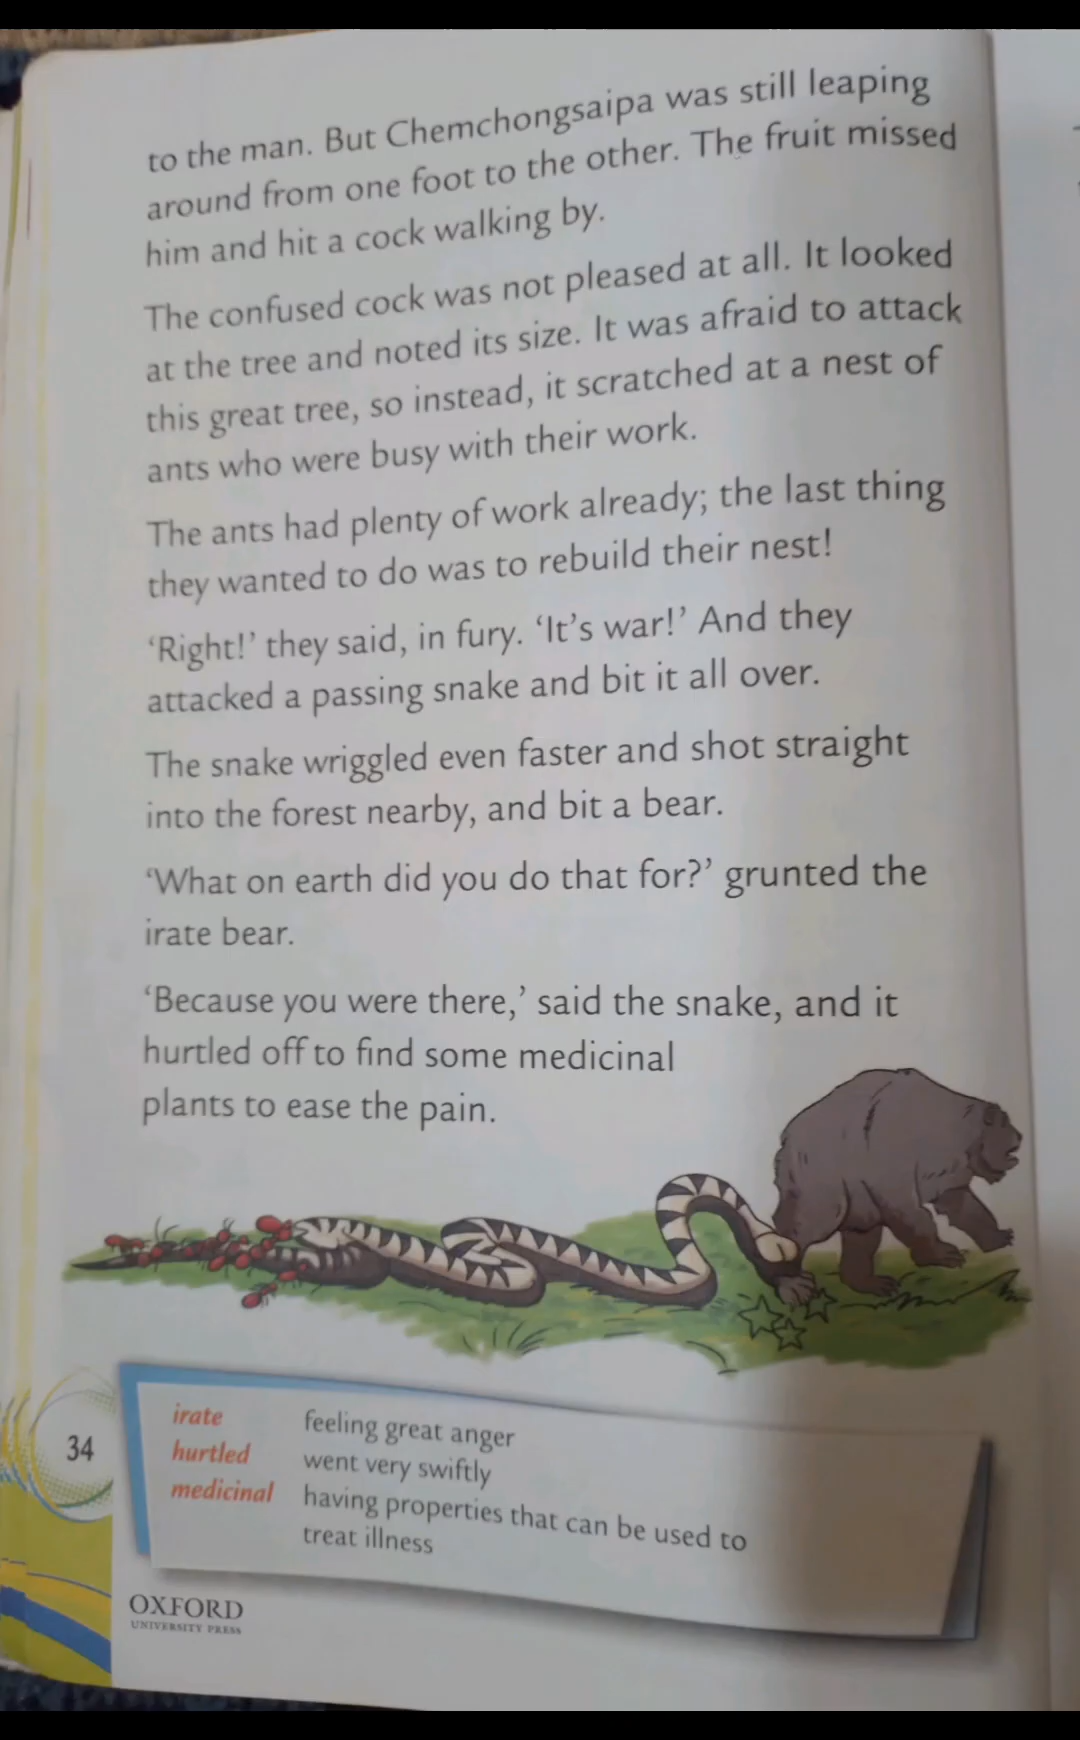 to the man. But Chemchongsaipa was still leaping
around from one foot to the other. The fruit missed
him and hit a cock walking by.
The confused cock was not pleased at all. It looked
at the tree and noted its size. It was afraid to attack
this great tree, so instead, it scratched at a nest of
ants who were busy with their work.
The ants had plenty of work already; the last thing
they wanted to do was to rebuild their nest!
‘Right!’ they said, in fury. ‘It’s war!’ And they
attacked a passing snake and bit it all over.
The snake wriggled even faster and shot straight
into the forest nearby, and bit a bear.
‘What on earth did you do that for?’ grunted the
irate bear.
‘Because you were there,’ said the snake, and it
hurtled off to find some medicinal
plants to ease the pain.
irate feeling great anger
hurtled went very swiftly
medicinal having properties that can be used to
treat illness
34
OXFORD
UNIVERSITY PRESS